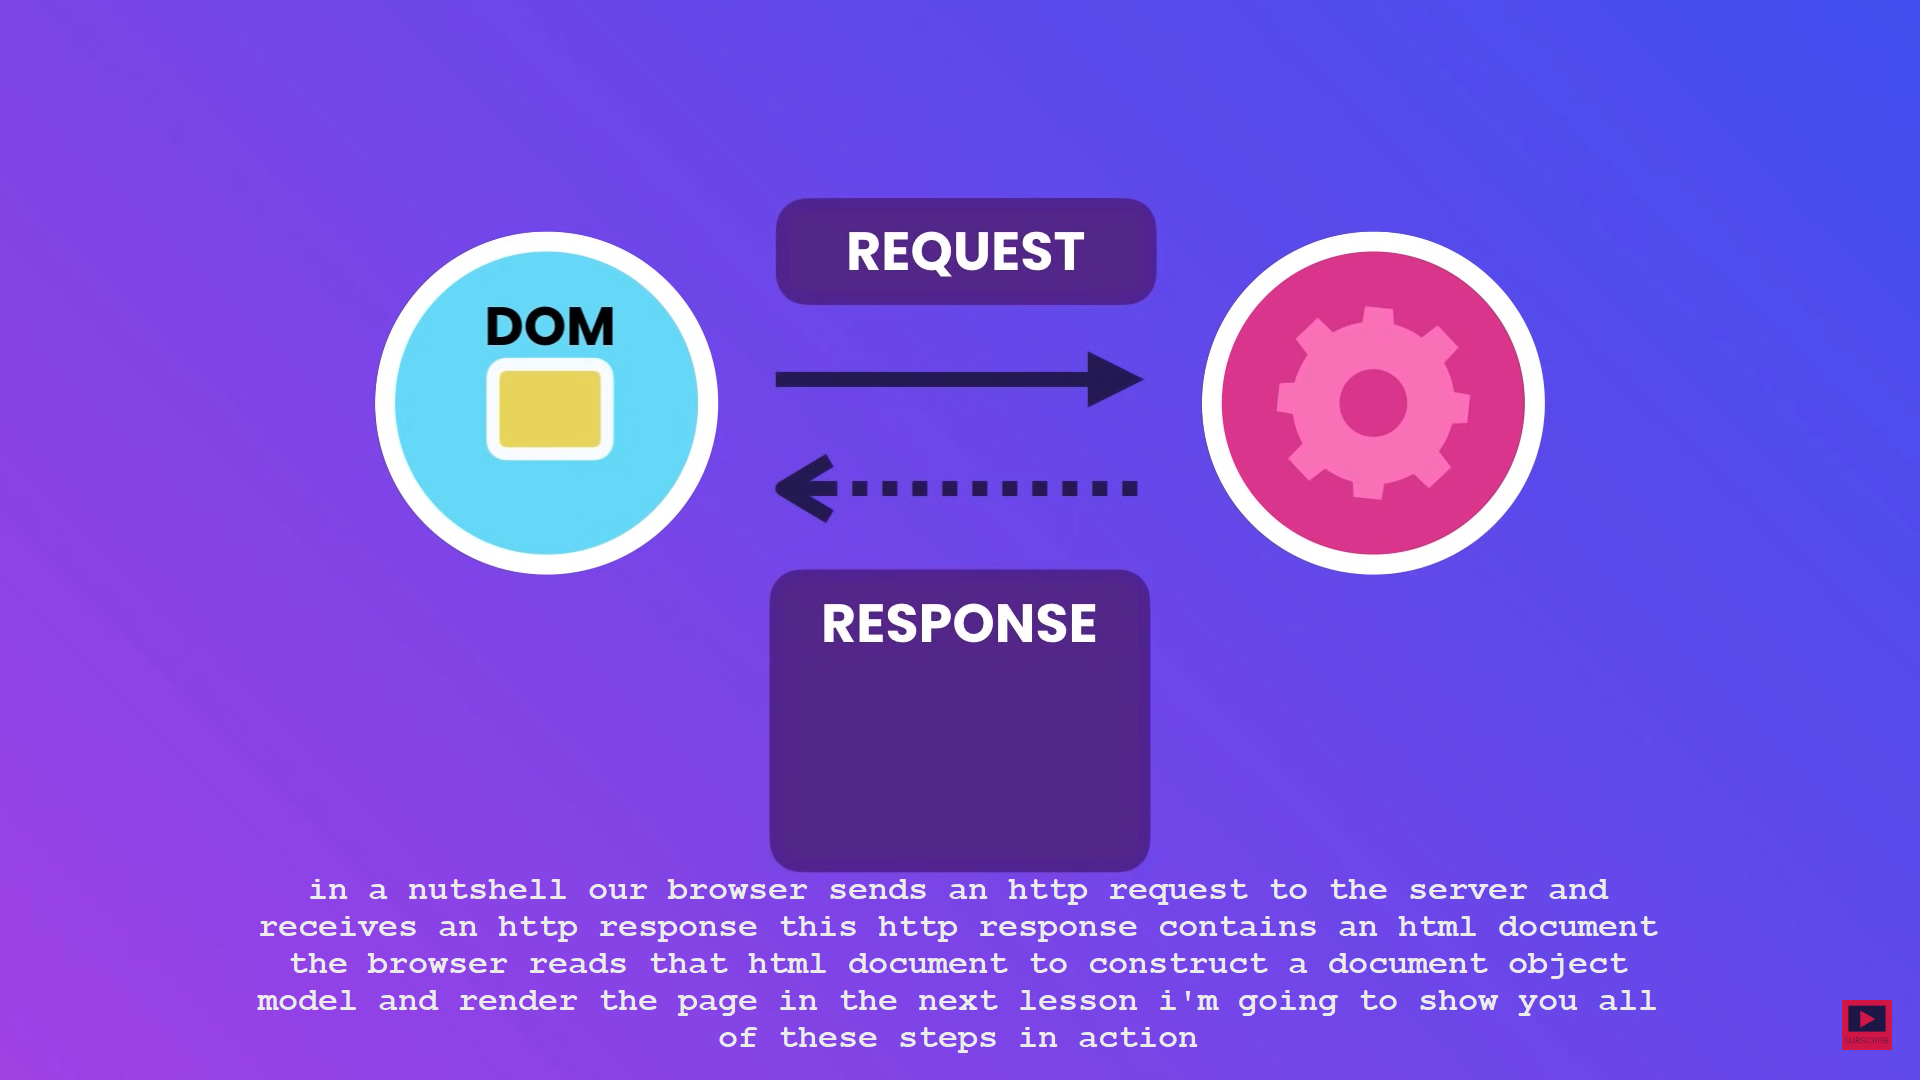 REQUEST
DOM
RESPONSE
in a nutshell our browser sends an http request to the server and
receives an http response this http response contains an html document
the browser reads that html document to construct a document object
model and render the page in the next lesson i'm going to show you all
of these steps in action
SUBSCRIBE